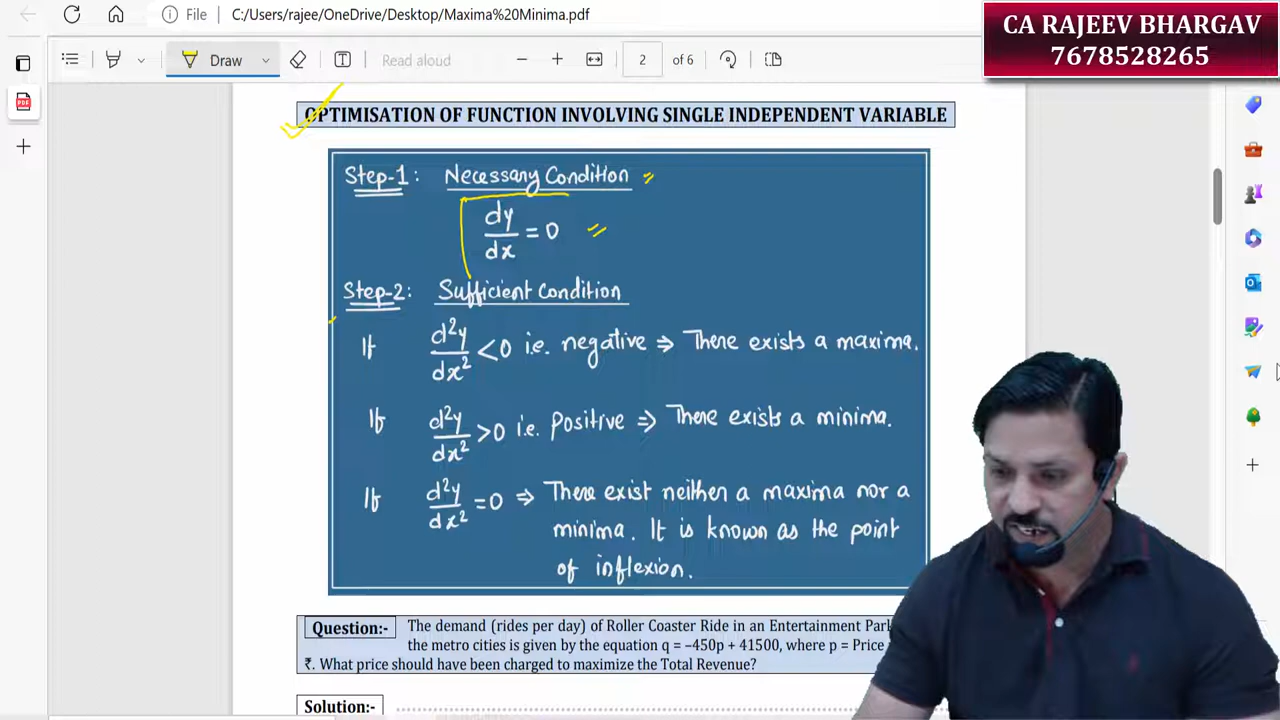 File
C:/Users/rajee/OneDrive/Desktop/Maxima%20Minima.pdf
CA RAJEEV BHARGAV
7678528265
Draw
Read aloud
2 of 6
OPTIMISATION OF FUNCTION INVOLVING SINGLE INDEPENDENT VARIABLE
Step-1: Necessary Condition
dy/dx = 0
Step-2: Sufficient Condition
If d²y/dx² < 0 i.e. negative ⇒ There exists a maxima.
If d²y/dx² > 0 i.e. positive ⇒ There exists a minima.
If d²y/dx² = 0 ⇒ There exist neither a maxima nor a
minima. It is known as the point
of inflexion.
Question:- The demand (rides per day) of Roller Coaster Ride in an Entertainment Par
the metro cities is given by the equation q = –450p + 41500, where p = Price
₹. What price should have been charged to maximize the Total Revenue?
Solution:-